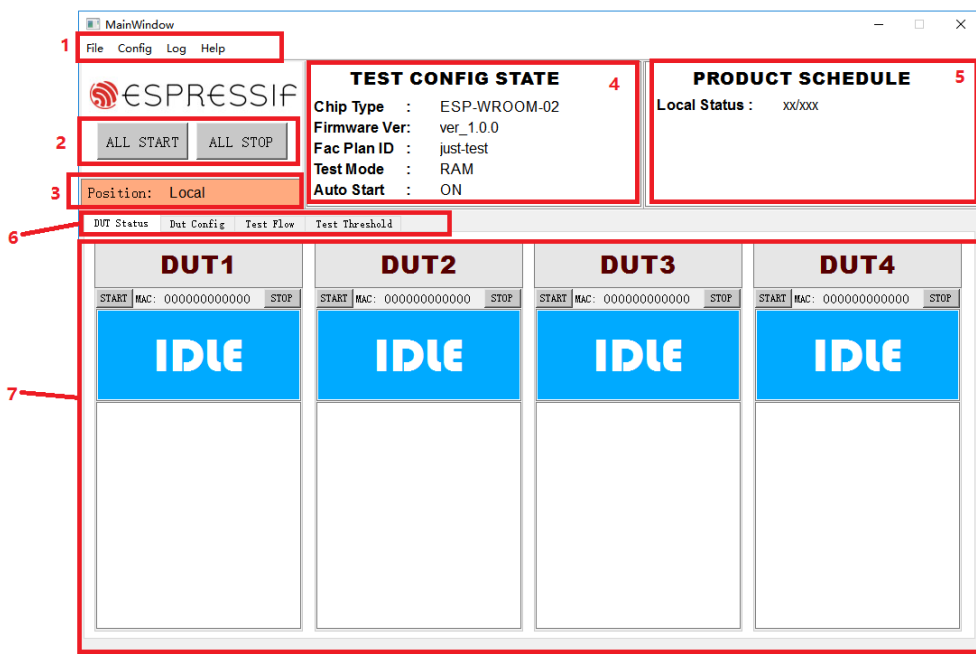 MainWindow
1
File Config Log Help
ESPRESSIF
2
ALL START ALL STOP
3
Position: Local
TEST CONFIG STATE
4
Chip Type : ESP-WROOM-02
Firmware Ver: ver_1.0.0
Fac Plan ID : just-test
Test Mode : RAM
Auto Start : ON
PRODUCT SCHEDULE
5
Local Status : xx/xxx
6
DUT Status Dut Config Test Flow Test Threshold
7
DUT1 DUT2 DUT3 DUT4
START MAC: 000000000000 STOP START MAC: 000000000000 STOP START MAC: 000000000000 STOP START MAC: 000000000000 STOP
IDLE IDLE IDLE IDLE